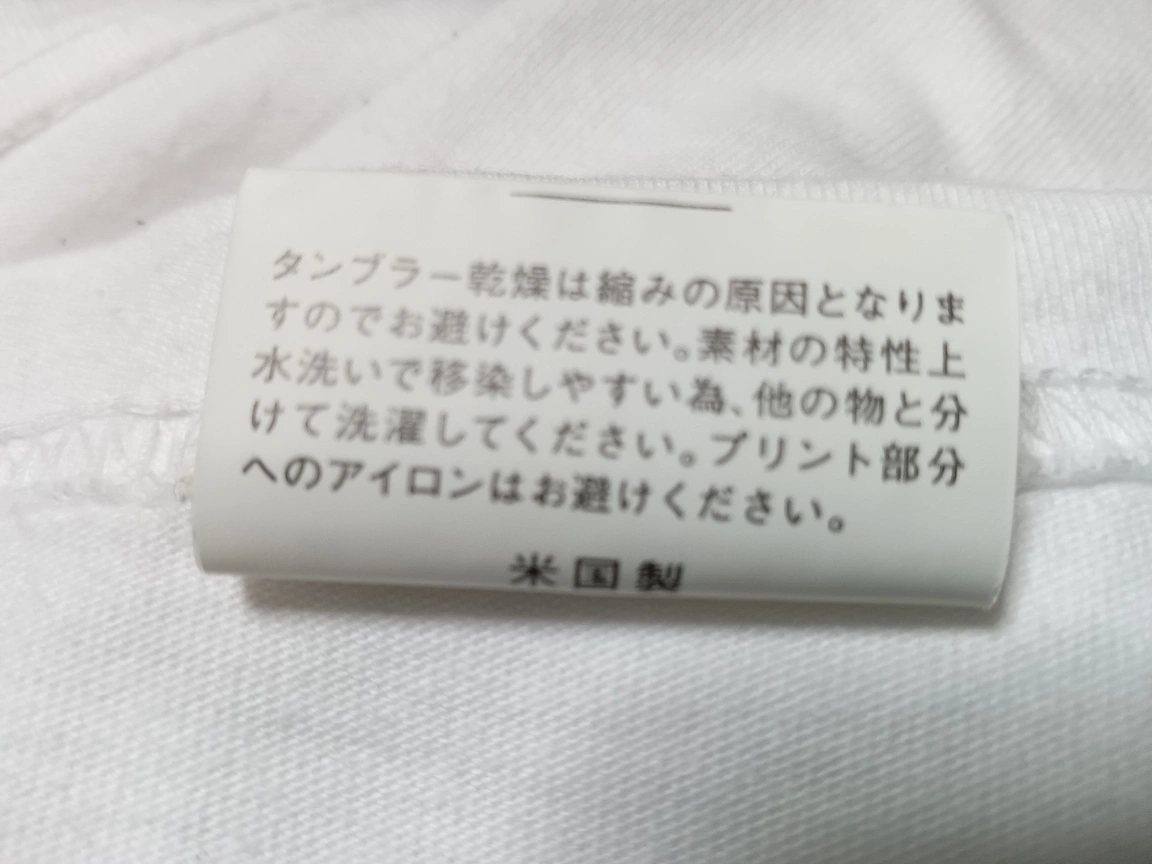 タンブラー乾燥は縮みの原因となりま
すのでお避けください。素材の特性上
水洗いで移染しやすい為、他の物と分
けて洗濯してください。プリント部分
へのアイロンはお避けください。
米国製